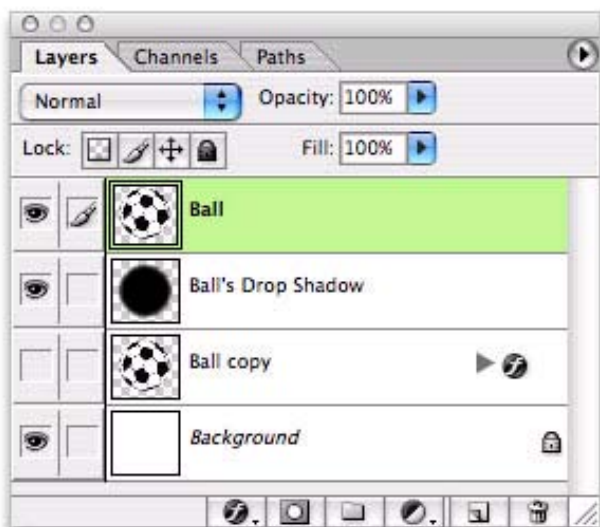 Layers Channels Paths
Normal Opacity: 100%
Lock: Fill: 100%
Ball
Ball's Drop Shadow
Ball copy
Background